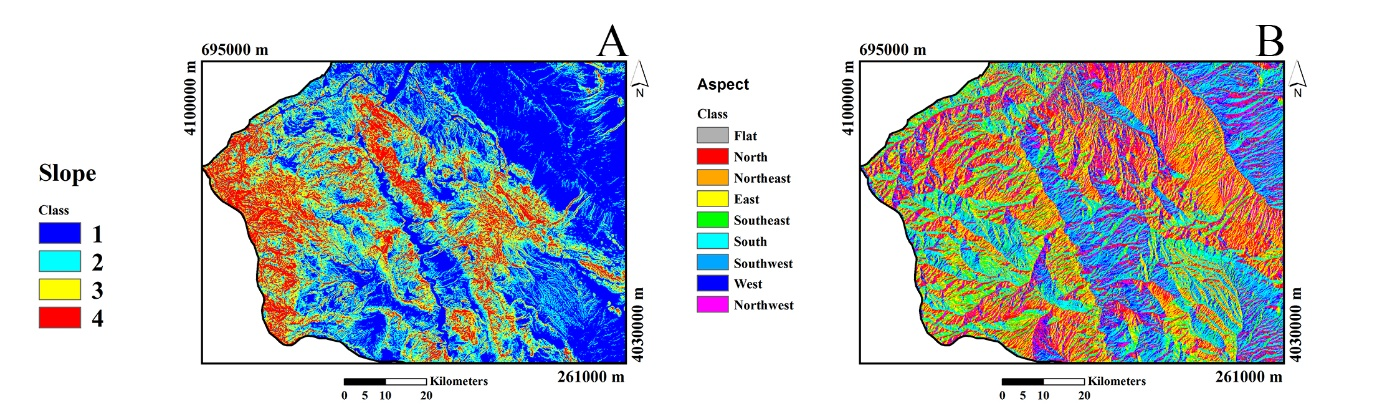 A
695000 m
4100000 m
N
Slope
Class
1
2
3
4
4030000 m
261000 m
Kilometers
0 5 10 20
B
695000 m
4100000 m
N
Aspect
Class
Flat
North
Northeast
East
Southeast
South
Southwest
West
Northwest
4030000 m
261000 m
Kilometers
0 5 10 20